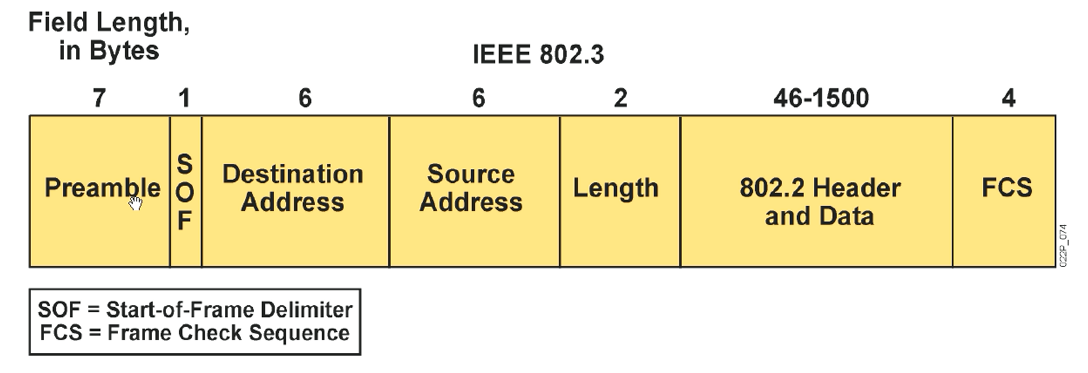 Field Length,
in Bytes
IEEE 802.3
7 1 6 6 2 46-1500 4
Preamble
S
O
F
Destination
Address
Source
Address
Length
802.2 Header
and Data
FCS
022P_074
SOF = Start-of-Frame Delimiter
FCS = Frame Check Sequence